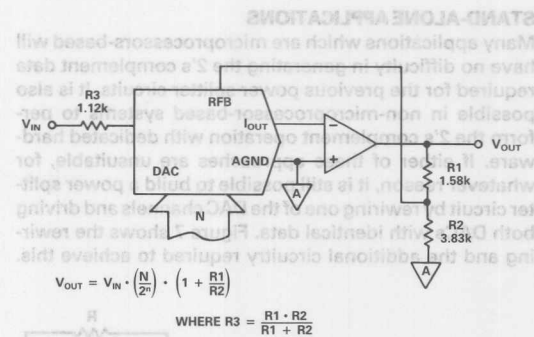 STAND-ALONE APPLICATIONS
Many applications which are microprocessors-based will
have no difficulty in generating the 2's complement data
required for the previous power splitter circuits. It is also
possible in non-microprocessor-based systems to per-
form the 2's complement operation with dedicated hard-
ware. If either of these approaches are unsuitable, for
whatever reason, it is still possible to build a power split-
ter circuit by rewiring one of the DAC channels and driving
both DACs with identical data. Figure 7 shows the rewir-
ing and the additional circuitry required to achieve this.
R3
1.12k
V_IN
RFB
I_OUT
AGND
DAC
N
A
−
+
V_OUT
R1
1.58k
R2
3.83k
A
V_OUT = V_IN · (N/2ⁿ) · (1 + R1/R2)
WHERE R3 = R1 · R2 / R1 + R2
R